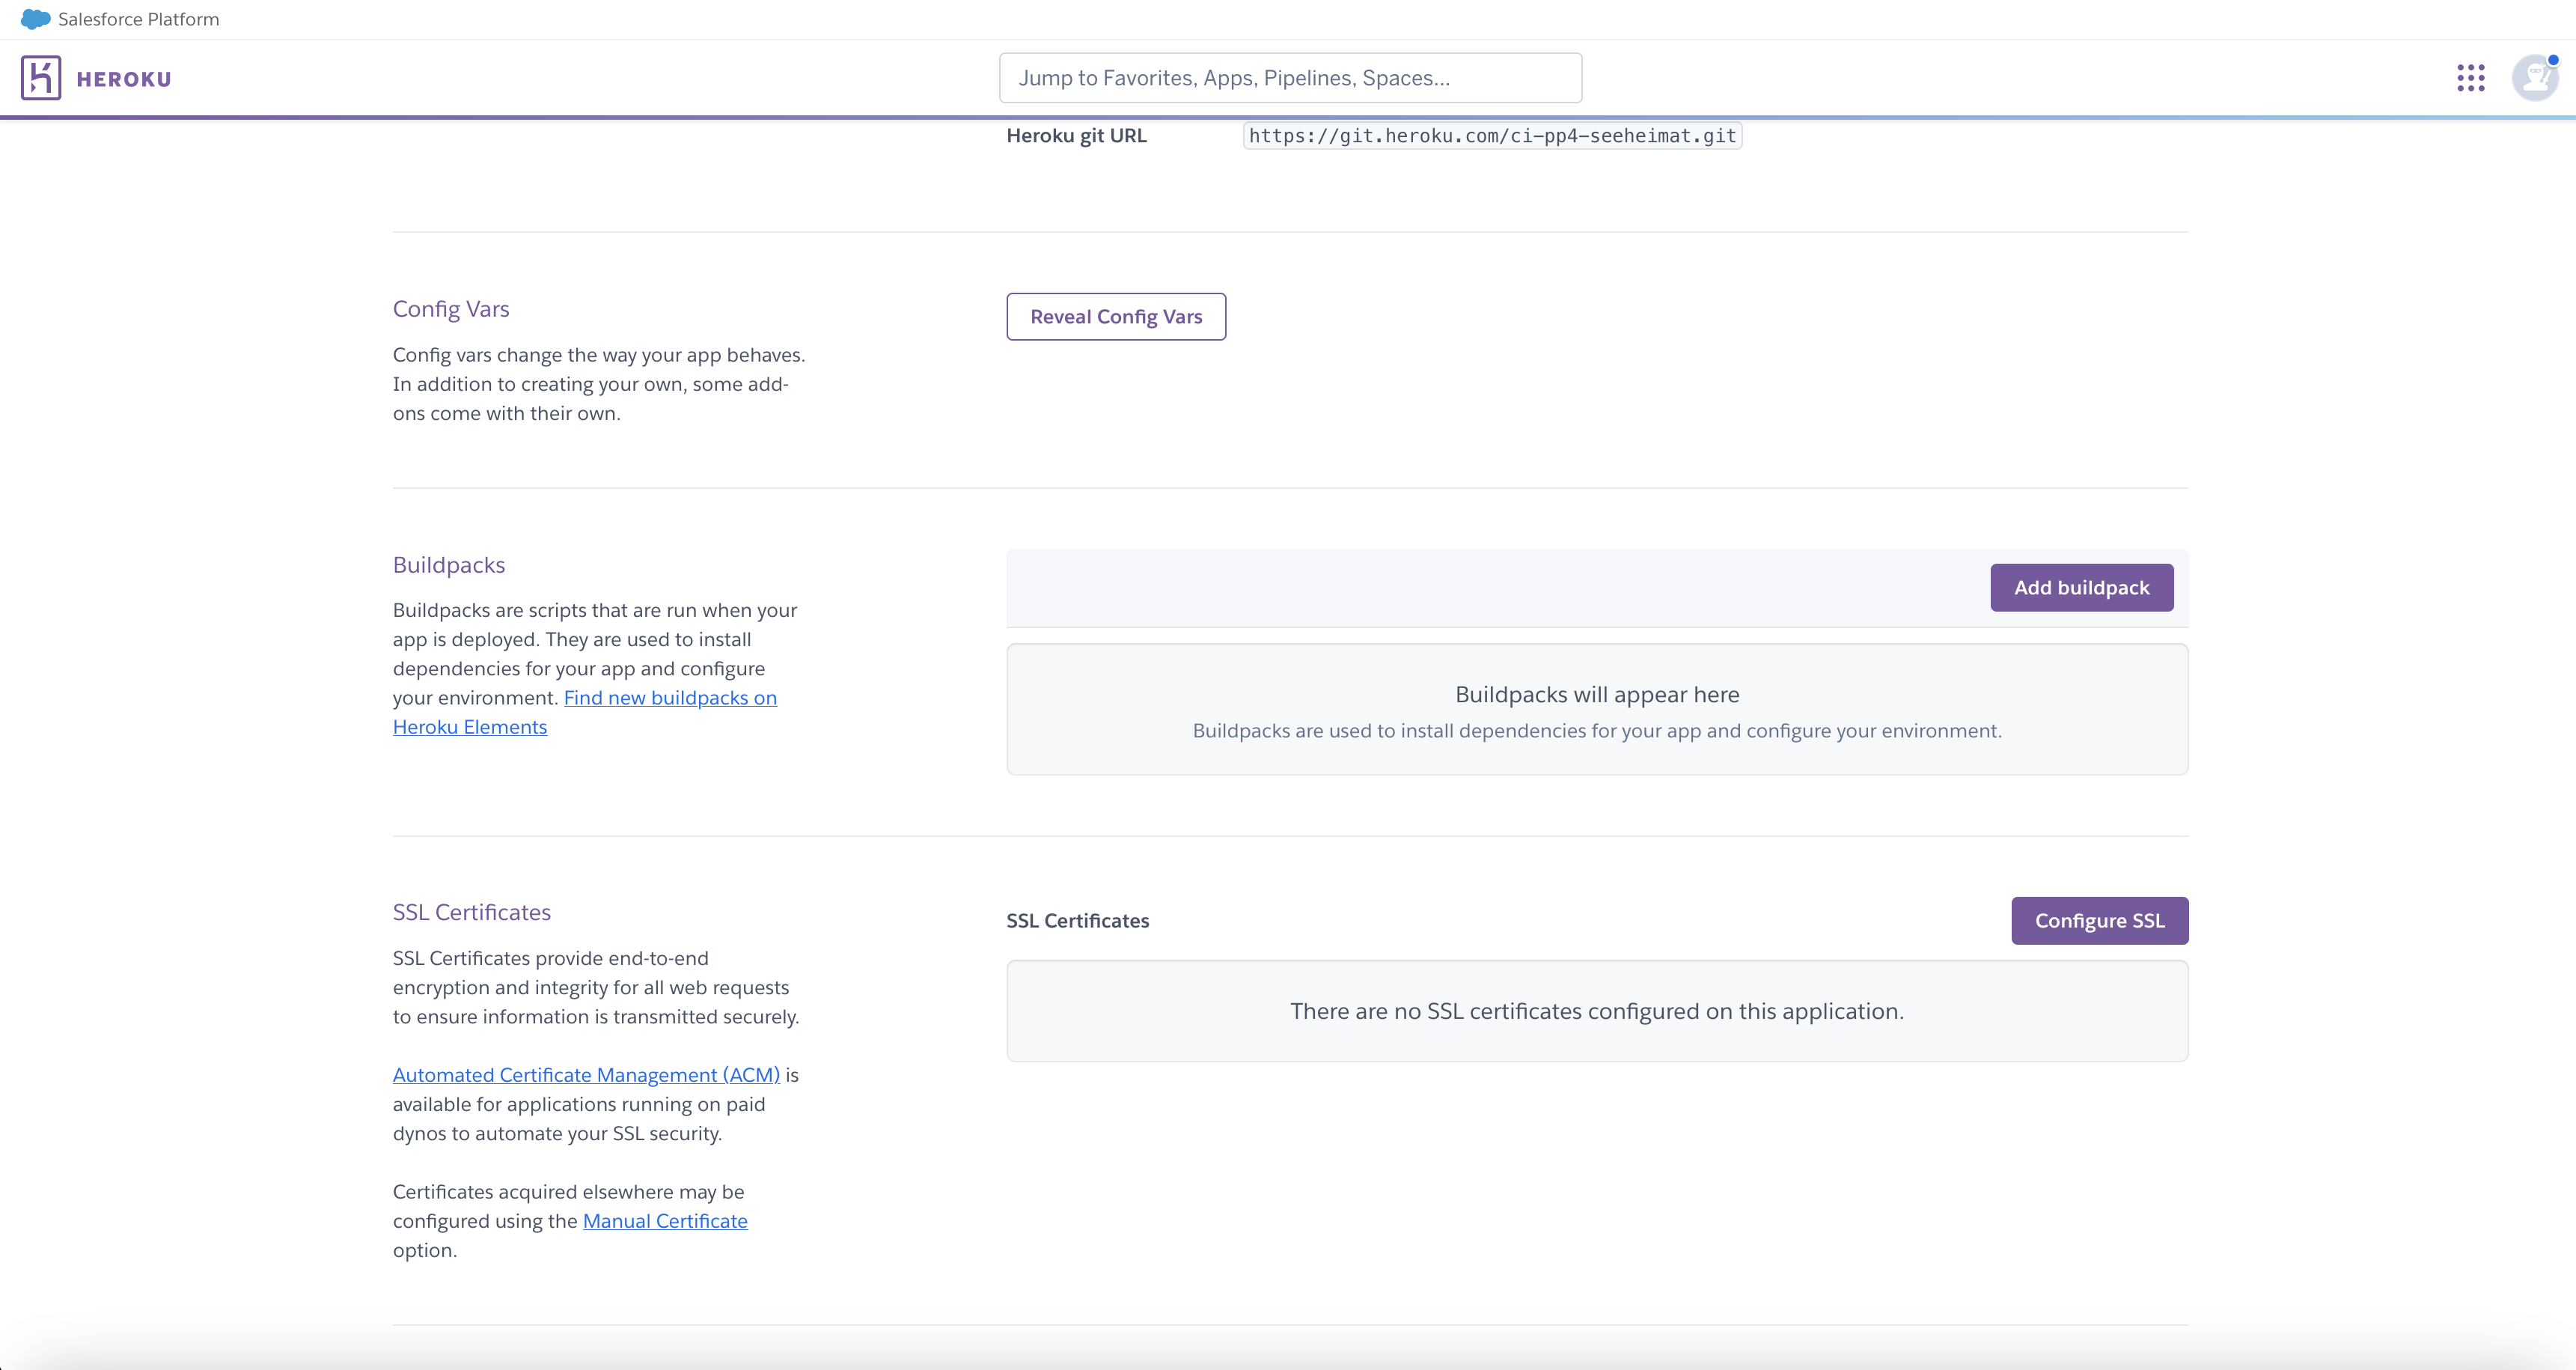 Salesforce Platform
HEROKU
Jump to Favorites, Apps, Pipelines, Spaces...
Heroku git URL
https://git.heroku.com/ci-pp4-seeheimat.git
Config Vars
Config vars change the way your app behaves.
In addition to creating your own, some add-
ons come with their own.
Reveal Config Vars
Buildpacks
Buildpacks are scripts that are run when your
app is deployed. They are used to install
dependencies for your app and configure
your environment. Find new buildpacks on
Heroku Elements
Add buildpack
Buildpacks will appear here
Buildpacks are used to install dependencies for your app and configure your environment.
SSL Certificates
SSL Certificates provide end-to-end
encryption and integrity for all web requests
to ensure information is transmitted securely.
Automated Certificate Management (ACM) is
available for applications running on paid
dynos to automate your SSL security.
Certificates acquired elsewhere may be
configured using the Manual Certificate
option.
SSL Certificates
Configure SSL
There are no SSL certificates configured on this application.